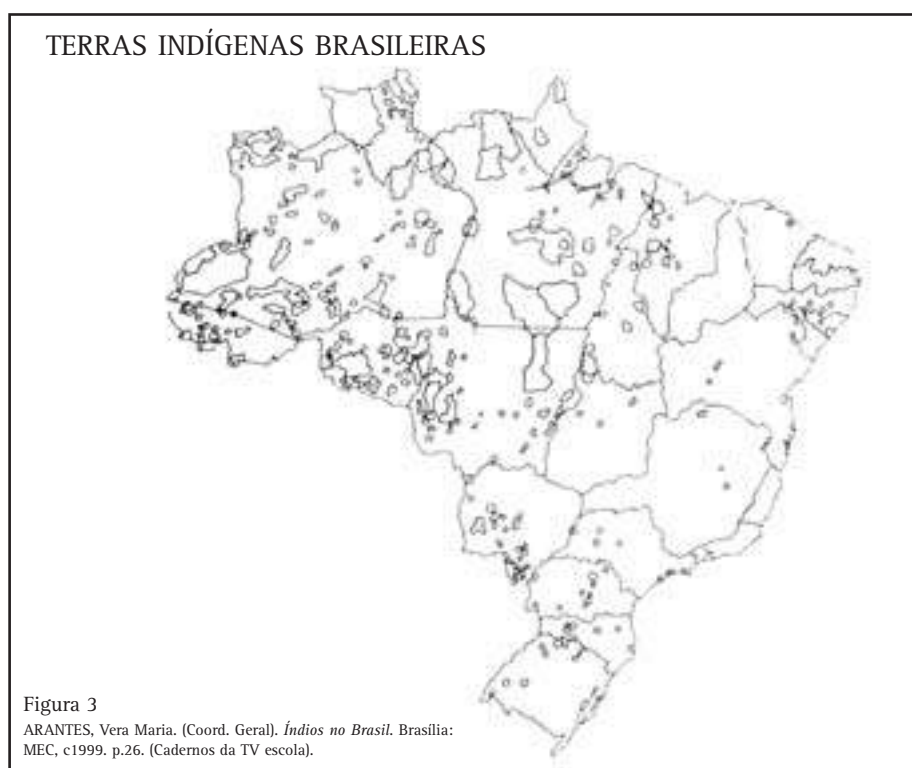 TERRAS INDÍGENAS BRASILEIRAS
Figura 3
ARANTES, Vera Maria. (Coord. Geral). Índios no Brasil. Brasília:
MEC, c1999. p.26. (Cadernos da TV escola).